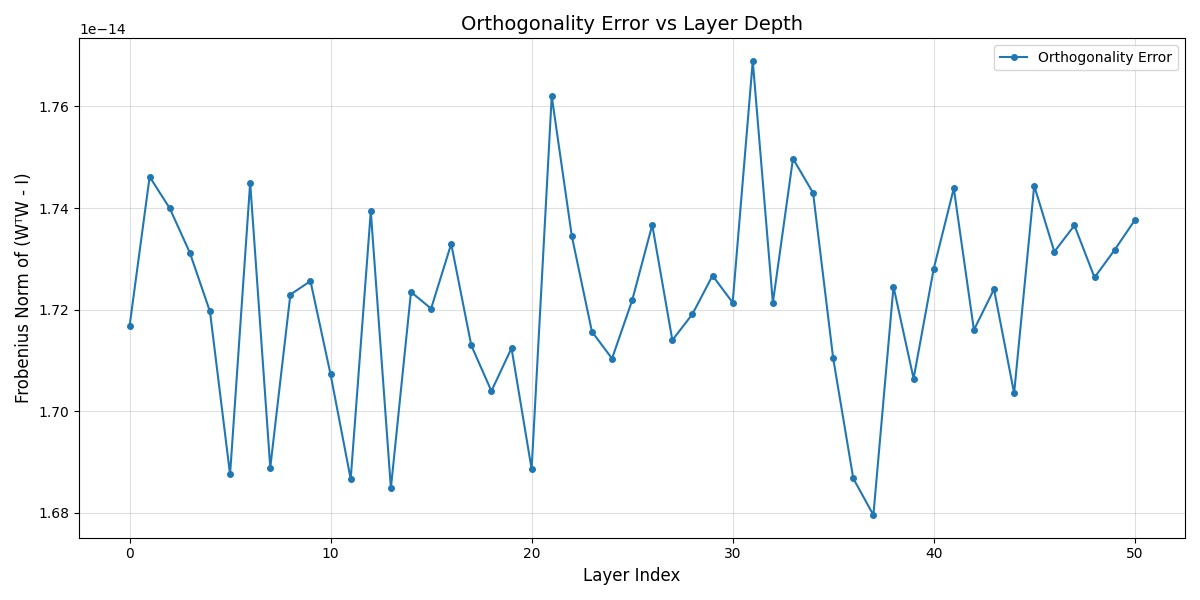 Orthogonality Error vs Layer Depth
1e−14
Orthogonality Error
1.76
1.74
1.72
1.70
1.68
Frobenius Norm of (WᵀW - I)
0 10 20 30 40 50
Layer Index